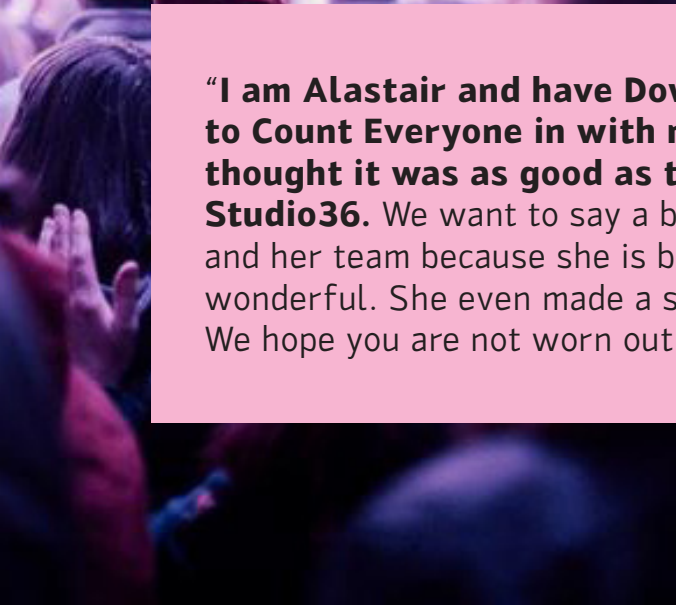 “I am Alastair and have
to Count Everyone in with
thought it was as good as
Studio36. We want to say a
and her team because she is
wonderful. She even made a
We hope you are not worn out